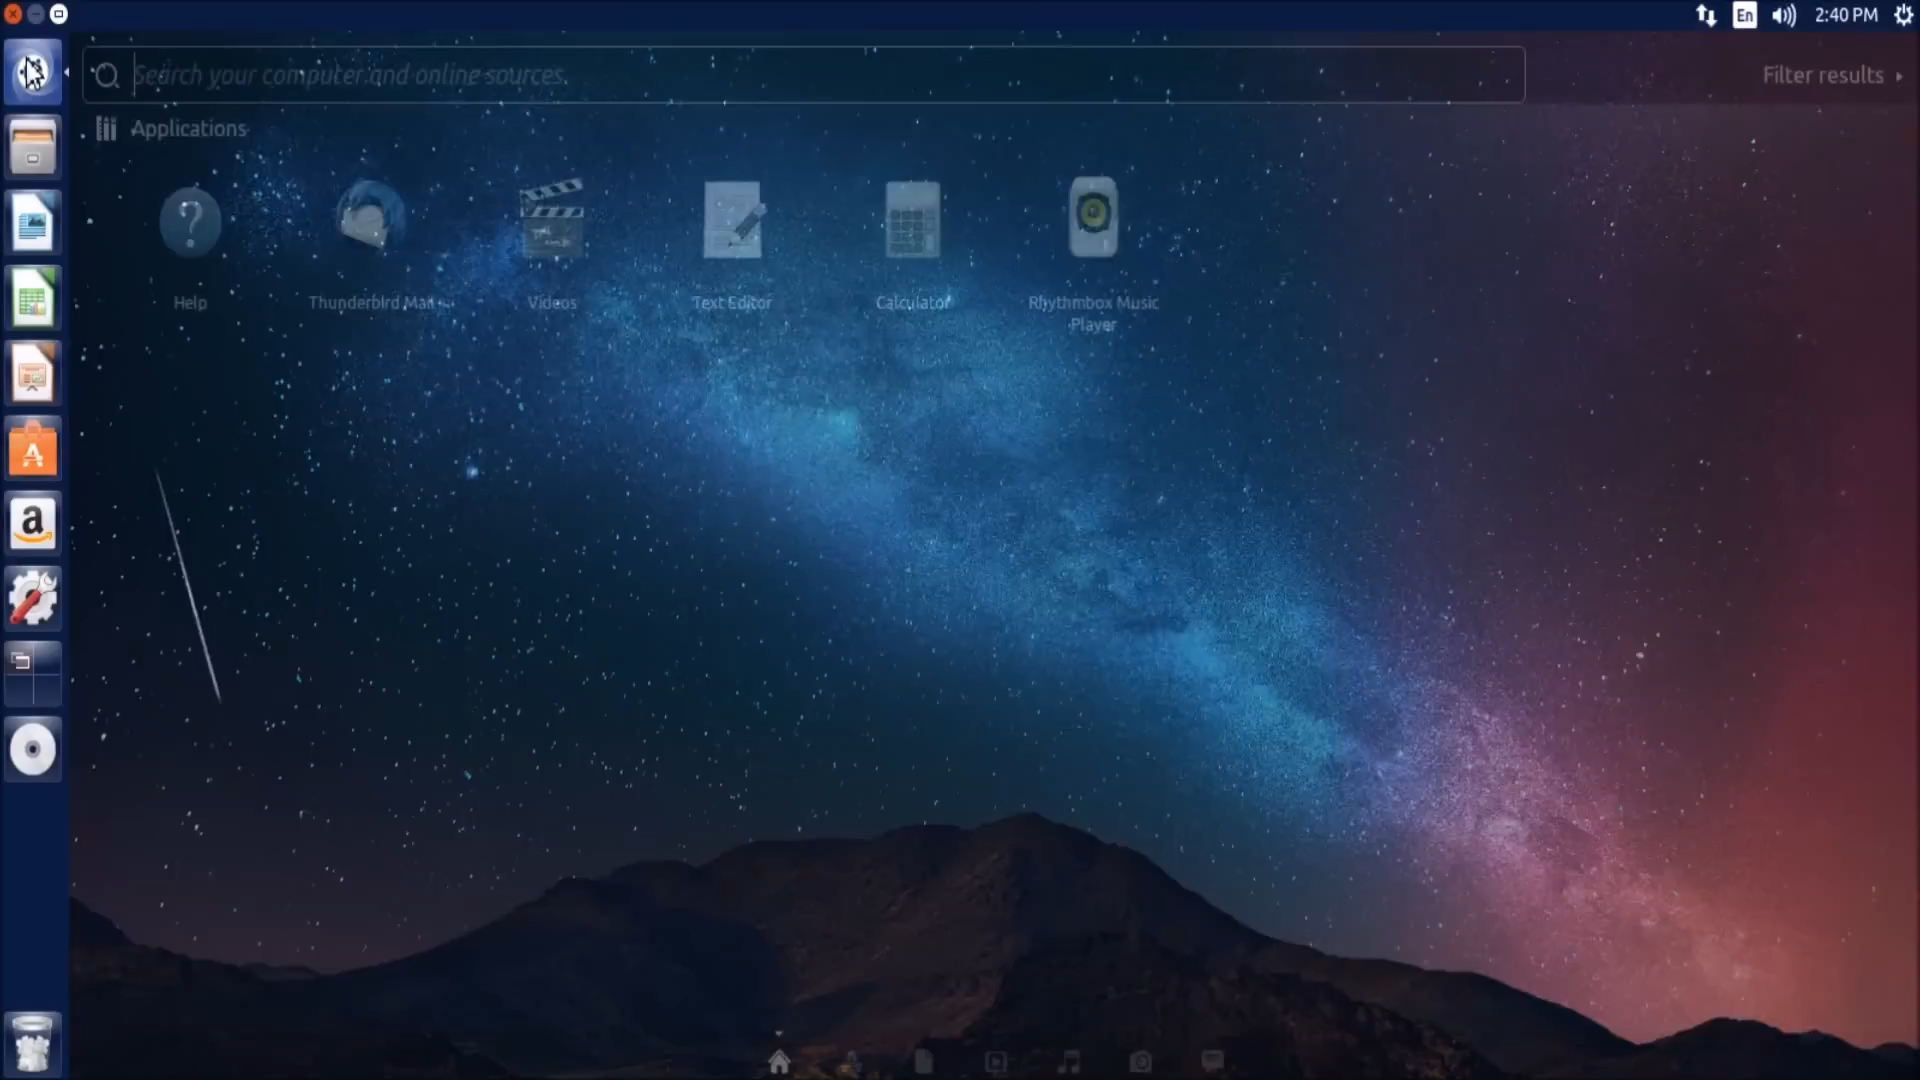 En
2:40 PM
Search your computer and online sources
Filter results
Applications
Help
Thunderbird Mail
Videos
Text Editor
Calculator
Rhythmbox Music
Player
A
a